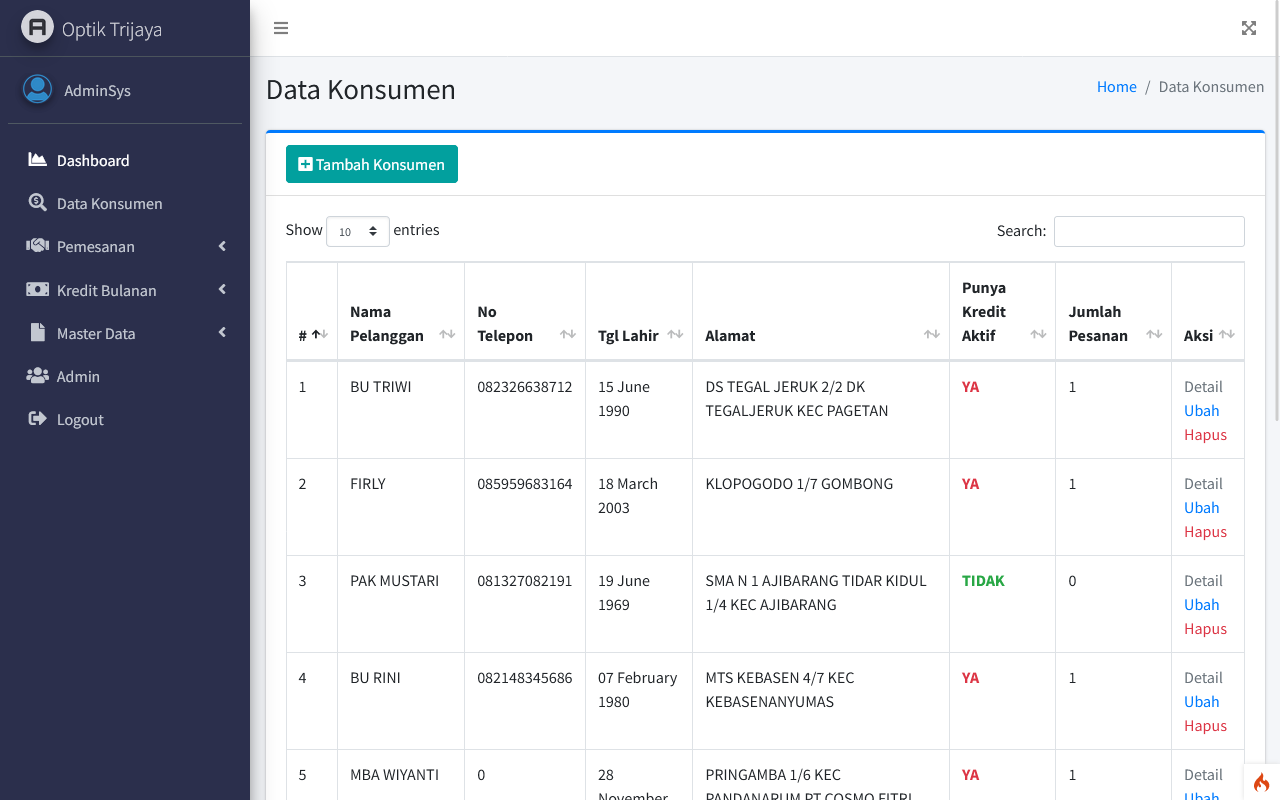 Optik Trijaya
AdminSys
Dashboard
Data Konsumen
Pemesanan
Kredit Bulanan
Master Data
Admin
Logout
Data Konsumen
Home / Data Konsumen
Tambah Konsumen
Show 10 entries
Search:
# Nama Pelanggan No Telepon Tgl Lahir Alamat Punya Kredit Aktif Jumlah Pesanan Aksi
1 BU TRIWI 082326638712 15 June 1990 DS TEGAL JERUK 2/2 DK TEGALJERUK KEC PAGETAN YA 1 Detail Ubah Hapus
2 FIRLY 085959683164 18 March 2003 KLOPOGODO 1/7 GOMBONG YA 1 Detail Ubah Hapus
3 PAK MUSTARI 081327082191 19 June 1969 SMA N 1 AJIBARANG TIDAR KIDUL 1/4 KEC AJIBARANG TIDAK 0 Detail Ubah Hapus
4 BU RINI 082148345686 07 February 1980 MTS KEBASEN 4/7 KEC KEBASENANYUMAS YA 1 Detail Ubah Hapus
5 MBA WIYANTI 0 28 November PRINGAMBA 1/6 KEC PANDANARUM PT COSMO FITRI YA 1 Detail Ubah